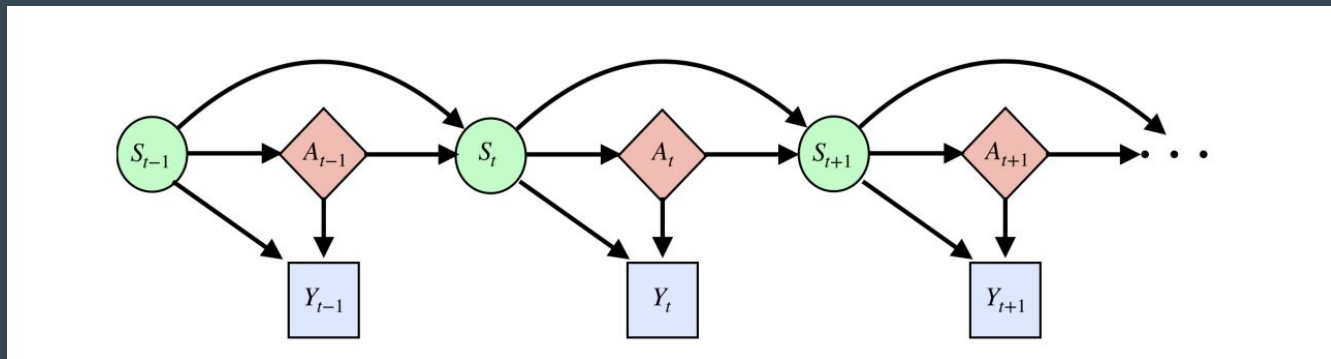 S_{t-1}
A_{t-1}
S_t
A_t
S_{t+1}
A_{t+1}
. . .
Y_{t-1}
Y_t
Y_{t+1}